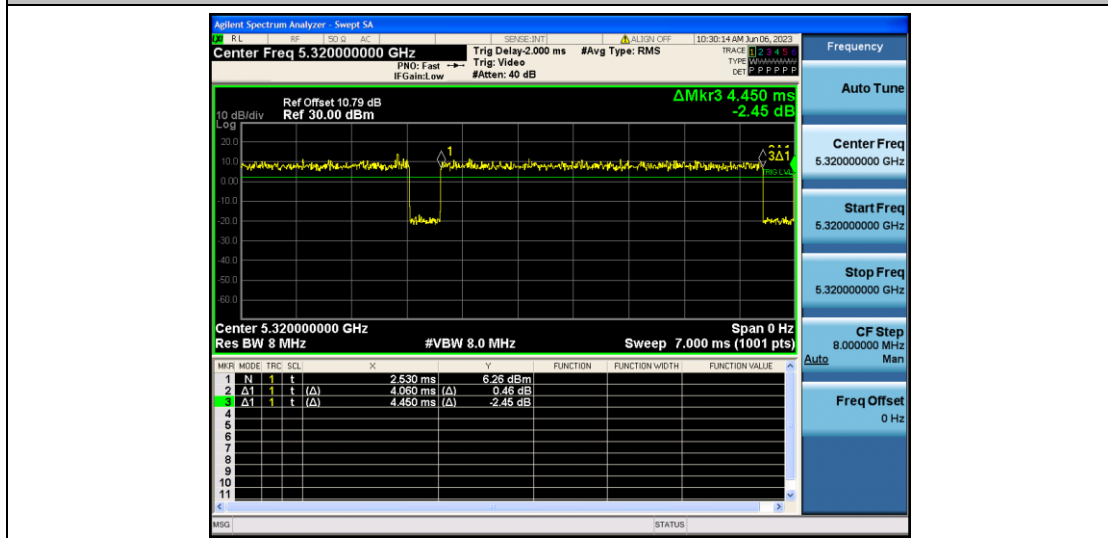 Agilent Spectrum Analyzer - Swept SA
RL RF 50 Ω AC SENSE:INT ALIGN OFF 10:30:14 AM Jun 06, 2023
Center Freq 5.320000000 GHz
PNO: Fast
IFGain:Low
Trig Delay-2.000 ms
Trig: Video
#Atten: 40 dB
#Avg Type: RMS
TRACE 1 2 3 4 5 6
TYPE
DET P P P P P P
ΔMkr3 4.450 ms
-2.45 dB
Ref Offset 10.79 dB
10 dB/div Ref 30.00 dBm
Log
20.0
10.0
0.00
-10.0
-20.0
-30.0
-40.0
-50.0
-60.0
1
3Δ1
TRIG LVL
Center 5.320000000 GHz Span 0 Hz
Res BW 8 MHz #VBW 8.0 MHz Sweep 7.000 ms (1001 pts)
MKR MODE TRC SCL X Y FUNCTION FUNCTION WIDTH FUNCTION VALUE
1 N 1 t 2.530 ms 6.26 dBm
2 Δ1 1 t (Δ) 4.060 ms (Δ) 0.46 dB
3 Δ1 1 t (Δ) 4.450 ms (Δ) -2.45 dB
4
5
6
7
8
9
10
11
MSG STATUS
Frequency
Auto Tune
Center Freq
5.320000000 GHz
Start Freq
5.320000000 GHz
Stop Freq
5.320000000 GHz
CF Step
8.000000 MHz
Auto Man
Freq Offset
0 Hz